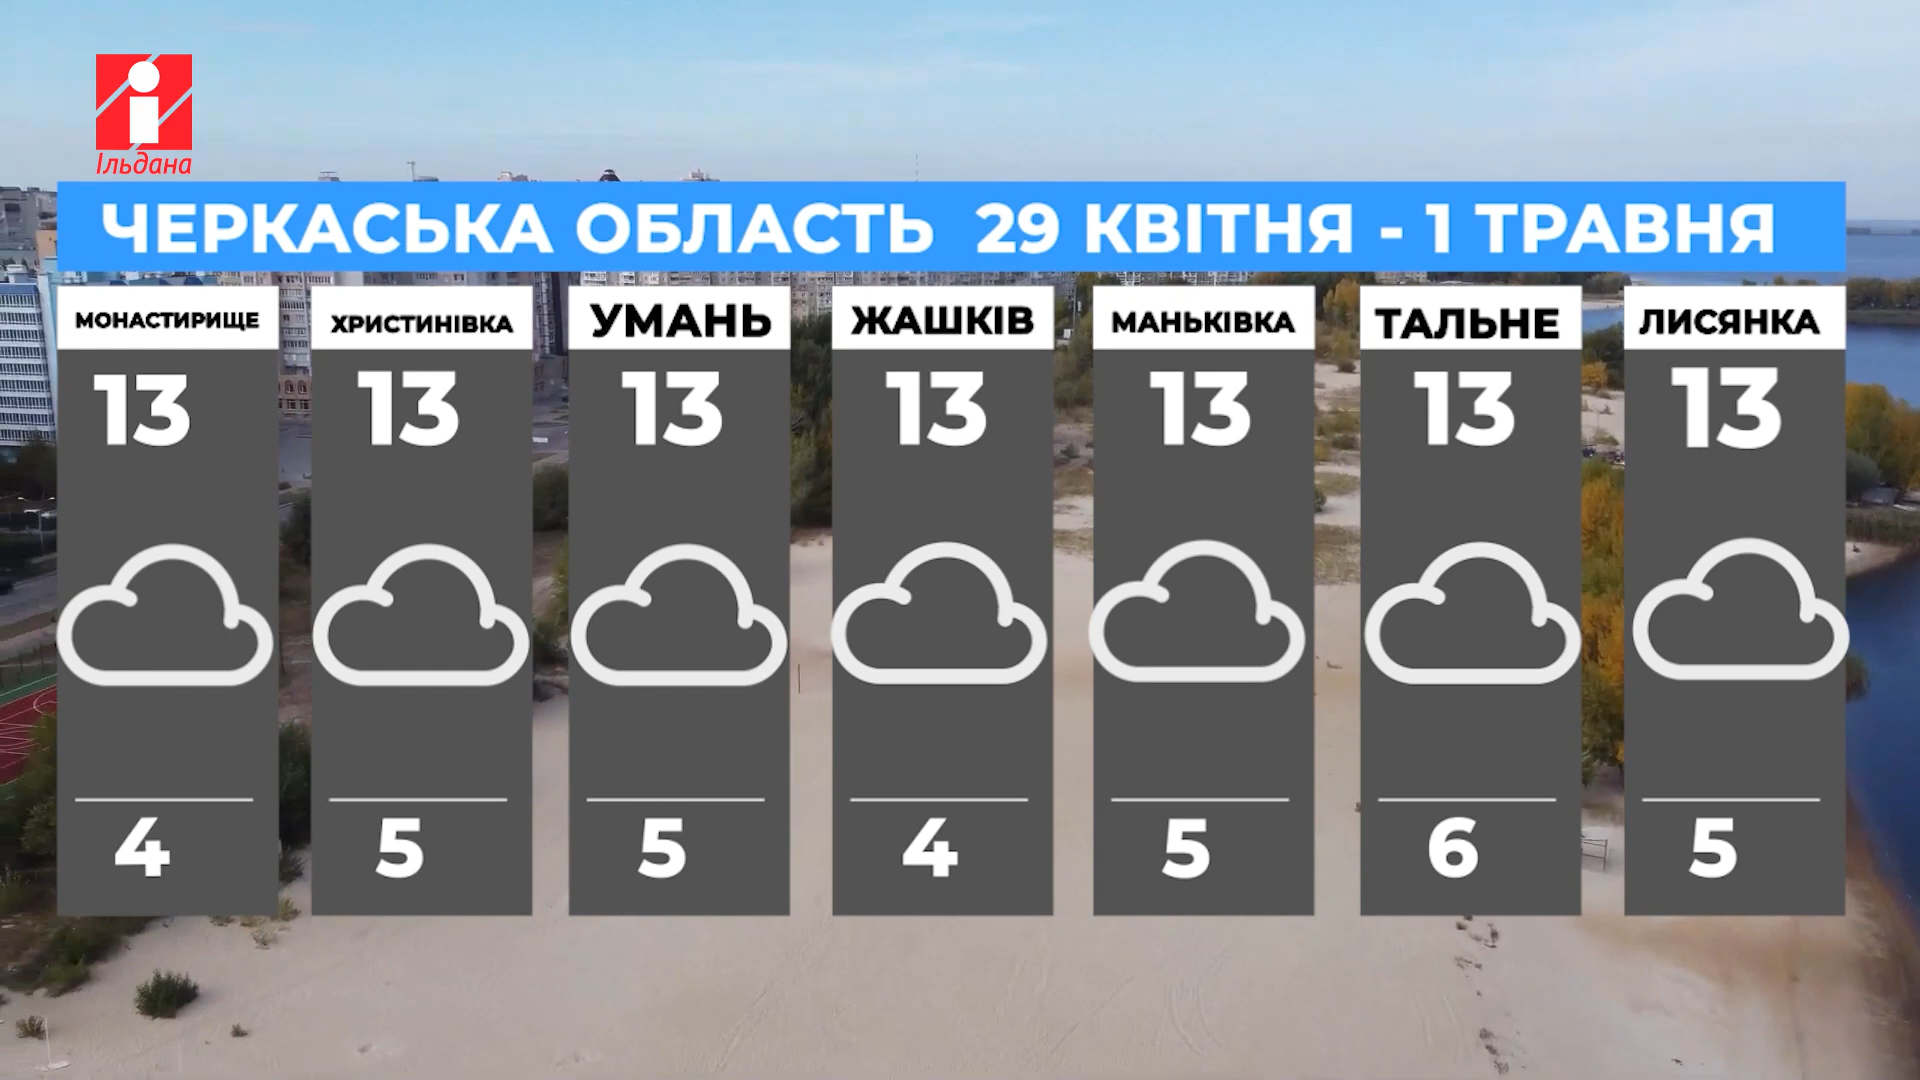 Ільдана
ЧЕРКАСЬКА ОБЛАСТЬ 29 КВІТНЯ - 1 ТРАВНЯ
МОНАСТИРИЩЕ ХРИСТИНІВКА УМАНЬ ЖАШКІВ МАНЬКІВКА ТАЛЬНЕ ЛИСЯНКА
13 13 13 13 13 13 13
4 5 5 4 5 6 5